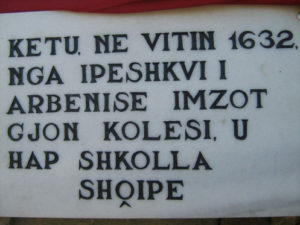 KETU, NE VITIN 1632,
NGA IPESHKVI I
ARBENISE IMZOT
GJON KOLESI, U
HAP SHKOLLA
SHQIPE